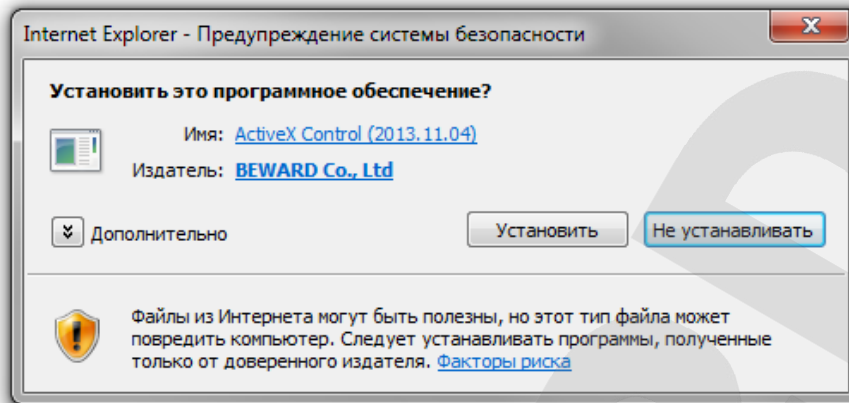 Internet Explorer - Предупреждение системы безопасности
Установить это программное обеспечение?
Имя: ActiveX Control (2013.11.04)
Издатель: BEWARD Co., Ltd
Дополнительно
Установить
Не устанавливать
Файлы из Интернета могут быть полезны, но этот тип файла может
повредить компьютер. Следует устанавливать программы, полученные
только от доверенного издателя. Факторы риска